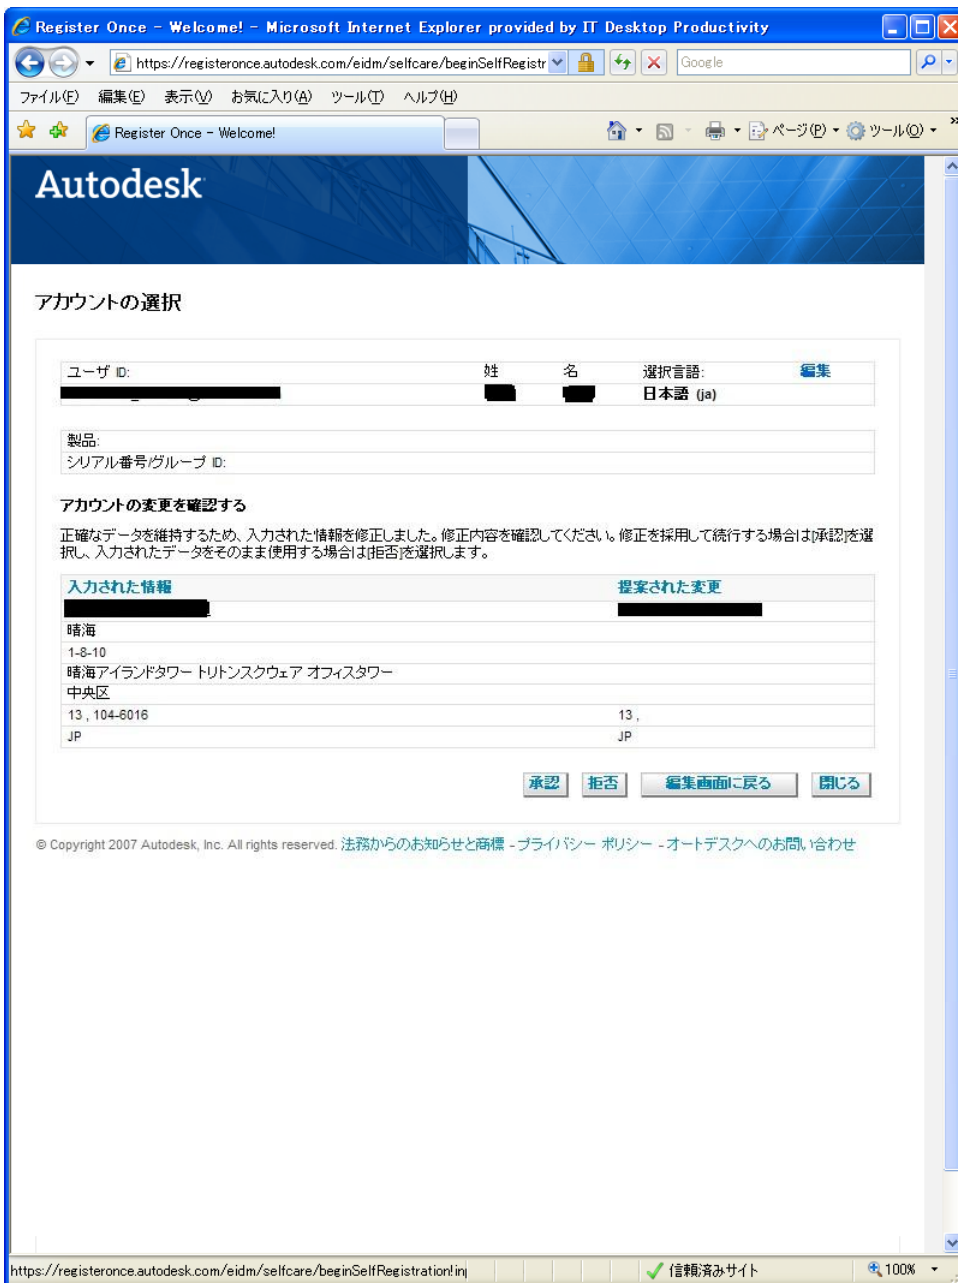 Register Once - Welcome! - Microsoft Internet Explorer provided by IT Desktop Productivity
https://registeronce.autodesk.com/eidm/selfcare/beginSelfRegistr
Google
ファイル(F) 編集(E) 表示(V) お気に入り(A) ツール(T) ヘルプ(H)
Register Once - Welcome!
ページ(P) ツール(O) »
Autodesk
アカウントの選択
ユーザ ID: 姓 名 選択言語: 編集
日本語 (ja)
製品:
シリアル番号/グループ ID:
アカウントの変更を確認する
正確なデータを維持するため、入力された情報を修正しました。修正内容を確認してください。修正を採用して続行する場合は[承認]を選
択し、入力されたデータをそのまま使用する場合は[拒否]を選択します。
入力された情報 提案された変更
晴海
1-8-10
晴海アイランドタワー トリトンスクウェア オフィスタワー
中央区
13 , 104-6016 13 ,
JP JP
承認 拒否 編集画面に戻る 閉じる
© Copyright 2007 Autodesk, Inc. All rights reserved. 法務からのお知らせと商標 - プライバシー ポリシー - オートデスクへのお問い合わせ
https://registeronce.autodesk.com/eidm/selfcare/beginSelfRegistration!in 信頼済みサイト 100%